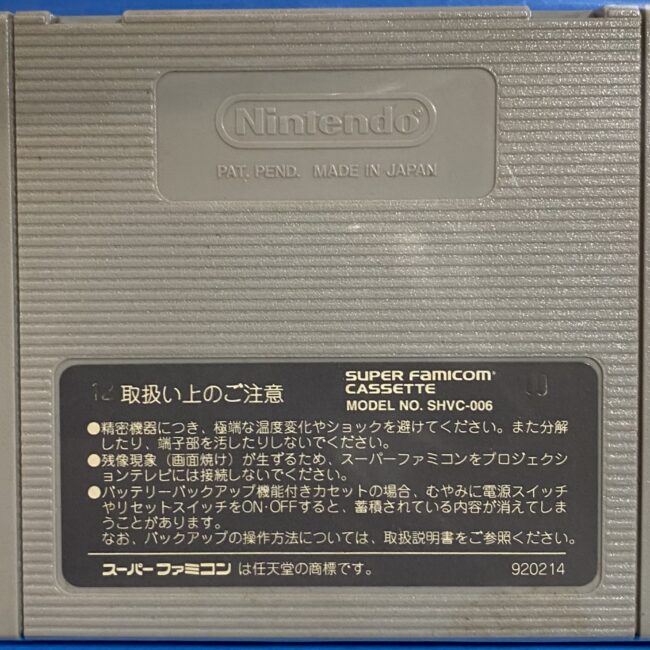 Nintendo®
PAT. PEND. MADE IN JAPAN
12 取扱い上のご注意
SUPER FAMICOM®
CASSETTE
MODEL NO. SHVC-006
●精密機器につき、極端な温度変化やショックを避けてください。また分解
したり、端子部を汚したりしないでください。
●残像現象（画面焼け）が生ずるため、スーパーファミコンをプロジェクシ
ョンテレビには接続しないでください。
●バッテリーバックアップ機能付きカセットの場合、むやみに電源スイッチ
やリセットスイッチをON・OFFすると、蓄積されている内容が消えてしま
うことがあります。
なお、バックアップの操作方法については、取扱説明書をご参照ください。
スーパーファミコン は任天堂の商標です。
920214